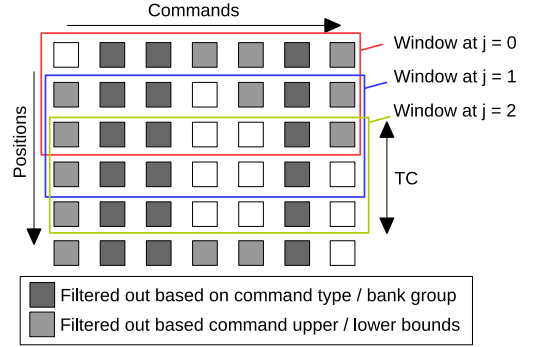 Commands
Window at j = 0
Window at j = 1
Window at j = 2
Positions
TC
Filtered out based on command type / bank group
Filtered out based command upper / lower bounds